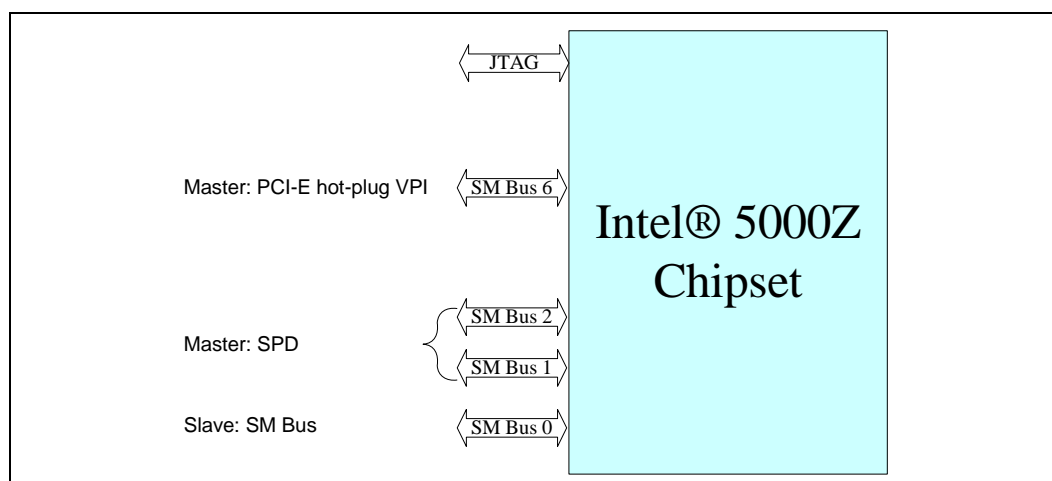 JTAG
Master: PCI-E hot-plug VPI
SM Bus 6
Intel® 5000Z
Chipset
SM Bus 2
Master: SPD
SM Bus 1
Slave: SM Bus
SM Bus 0